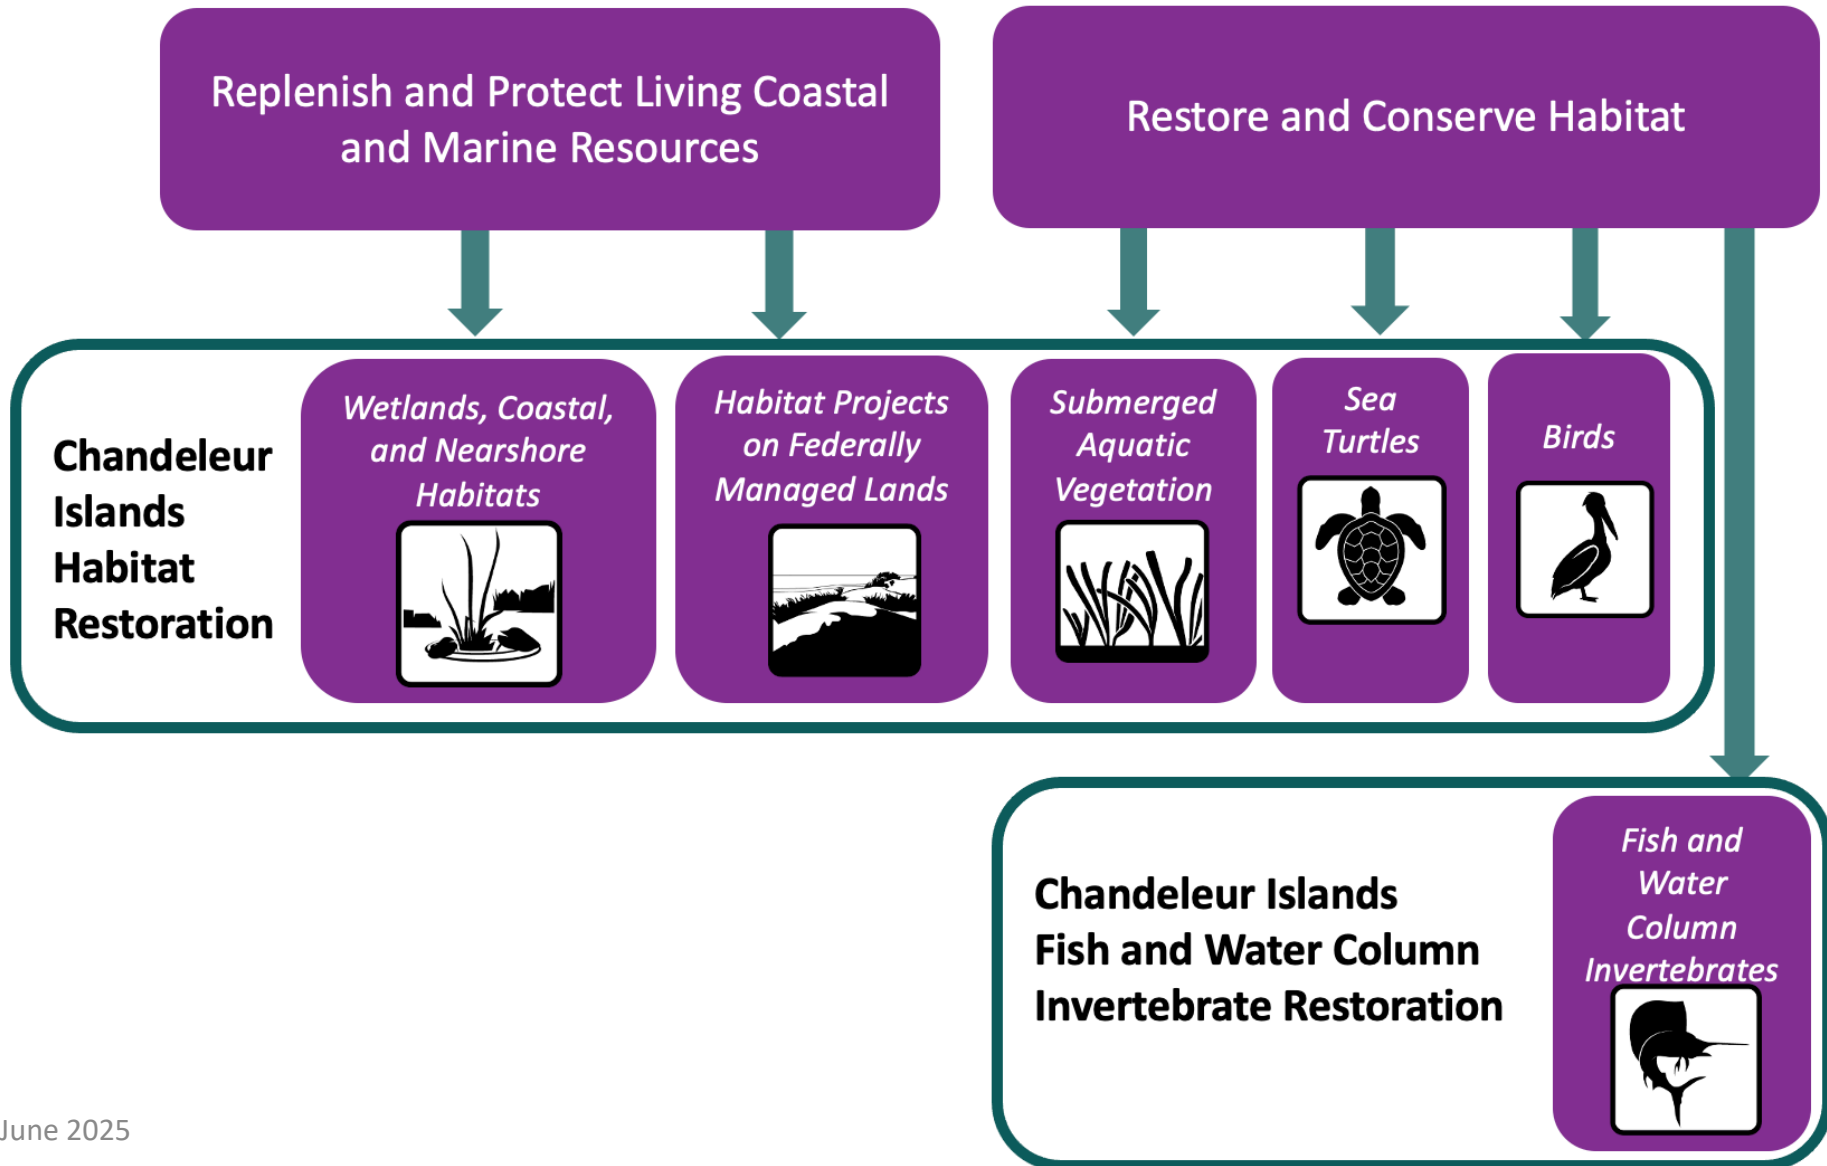 Replenish and Protect Living Coastal
and Marine Resources
Restore and Conserve Habitat
Chandeleur
Islands
Habitat
Restoration
Wetlands, Coastal,
and Nearshore
Habitats
Habitat Projects
on Federally
Managed Lands
Submerged
Aquatic
Vegetation
Sea
Turtles
Birds
Chandeleur Islands
Fish and Water Column
Invertebrate Restoration
Fish and
Water
Column
Invertebrates
June 2025